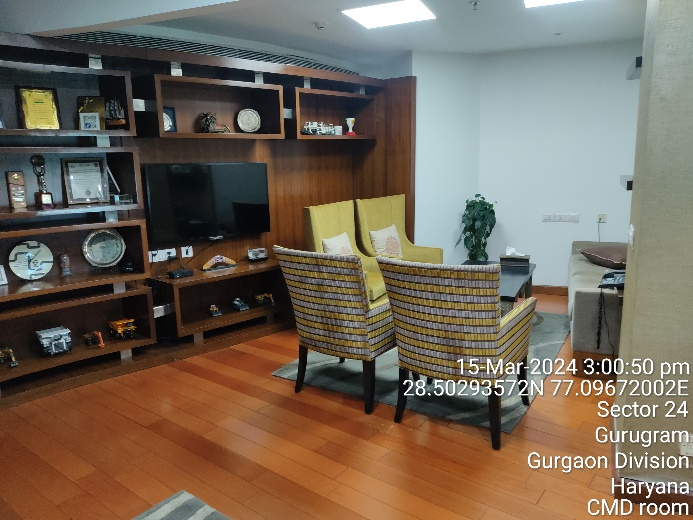 15-Mar-2024 3:00:50 pm
28.50293572N 77.09672002E
Sector 24
Gurugram
Gurgaon Division
Haryana
CMD room